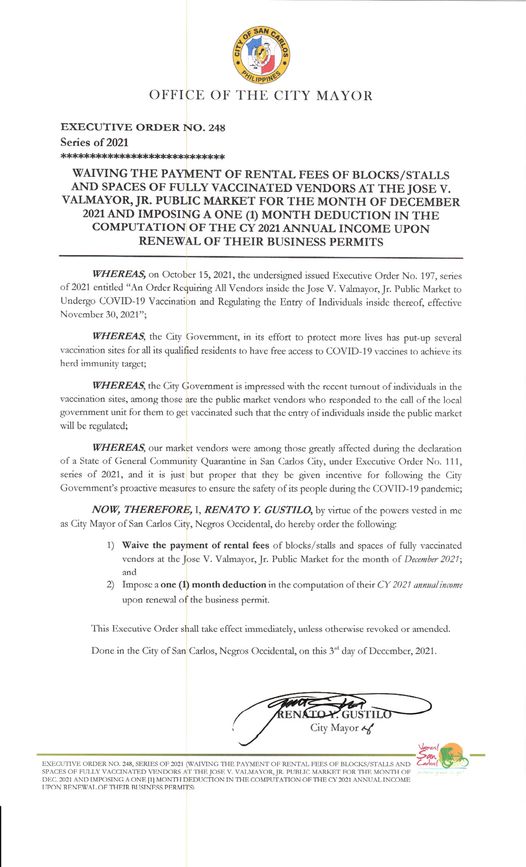 CITY OF SAN CARLOS
PHILIPPINES
OFFICE OF THE CITY MAYOR
EXECUTIVE ORDER NO. 248
Series of 2021
****************************
WAIVING THE PAYMENT OF RENTAL FEES OF BLOCKS/STALLS
AND SPACES OF FULLY VACCINATED VENDORS AT THE JOSE V.
VALMAYOR, JR. PUBLIC MARKET FOR THE MONTH OF DECEMBER
2021 AND IMPOSING A ONE (1) MONTH DEDUCTION IN THE
COMPUTATION OF THE CY 2021 ANNUAL INCOME UPON
RENEWAL OF THEIR BUSINESS PERMITS
WHEREAS, on October 15, 2021, the undersigned issued Executive Order No. 197, series
of 2021 entitled “An Order Requiring All Vendors inside the Jose V. Valmayor, Jr. Public Market to
Undergo COVID-19 Vaccination and Regulating the Entry of Individuals inside thereof, effective
November 30, 2021”;
WHEREAS, the City Government, in its effort to protect more lives has put-up several
vaccination sites for all its qualified residents to have free access to COVID-19 vaccines to achieve its
herd immunity target;
WHEREAS, the City Government is impressed with the recent turnout of individuals in the
vaccination sites, among those are the public market vendors who responded to the call of the local
government unit for them to get vaccinated such that the entry of individuals inside the public market
will be regulated;
WHEREAS, our market vendors were among those greatly affected during the declaration
of a State of General Community Quarantine in San Carlos City, under Executive Order No. 111,
series of 2021, and it is just but proper that they be given incentive for following the City
Government’s proactive measures to ensure the safety of its people during the COVID-19 pandemic;
NOW, THEREFORE, I, RENATO Y. GUSTILO, by virtue of the powers vested in me
as City Mayor of San Carlos City, Negros Occidental, do hereby order the following:
1) Waive the payment of rental fees of blocks/stalls and spaces of fully vaccinated
vendors at the Jose V. Valmayor, Jr. Public Market for the month of December 2021;
and
2) Impose a one (1) month deduction in the computation of their CY 2021 annual income
upon renewal of the business permit.
This Executive Order shall take effect immediately, unless otherwise revoked or amended.
Done in the City of San Carlos, Negros Occidental, on this 3rd day of December, 2021.
RENATO Y. GUSTILO
City Mayor
San Carlos!
EXECUTIVE ORDER NO. 248, SERIES OF 2021 (WAIVING THE PAYMENT OF RENTAL FEES OF BLOCKS/STALLS AND
SPACES OF FULLY VACCINATED VENDORS AT THE JOSE V. VALMAYOR, JR. PUBLIC MARKET FOR THE MONTH OF
DEC. 2021 AND IMPOSING A ONE [1] MONTH DEDUCTION IN THE COMPUTATION OF THE CY 2021 ANNUAL INCOME
UPON RENEWAL OF THEIR BUSINESS PERMITS)